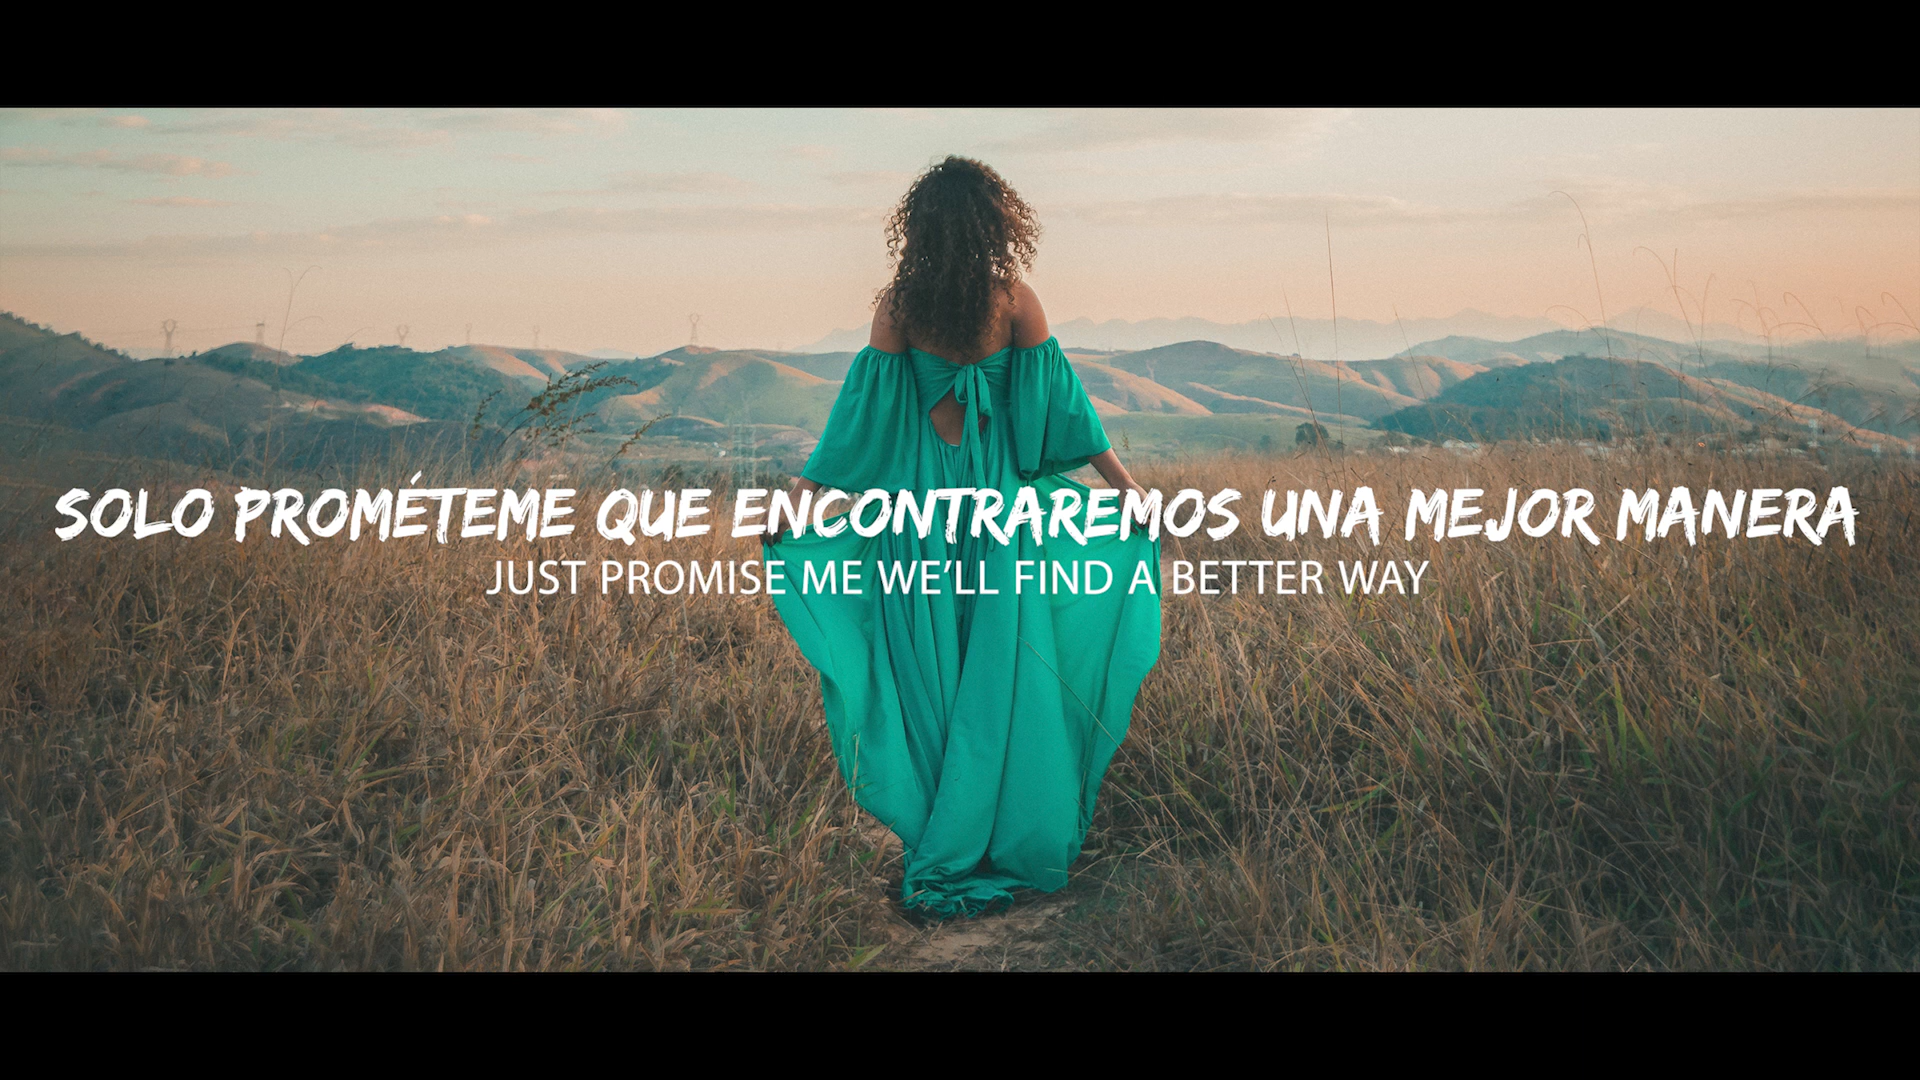 SOLO PROMÉTEME QUE ENCONTRAREMOS UNA MEJOR MANERA
JUST PROMISE ME WE’LL FIND A BETTER WAY